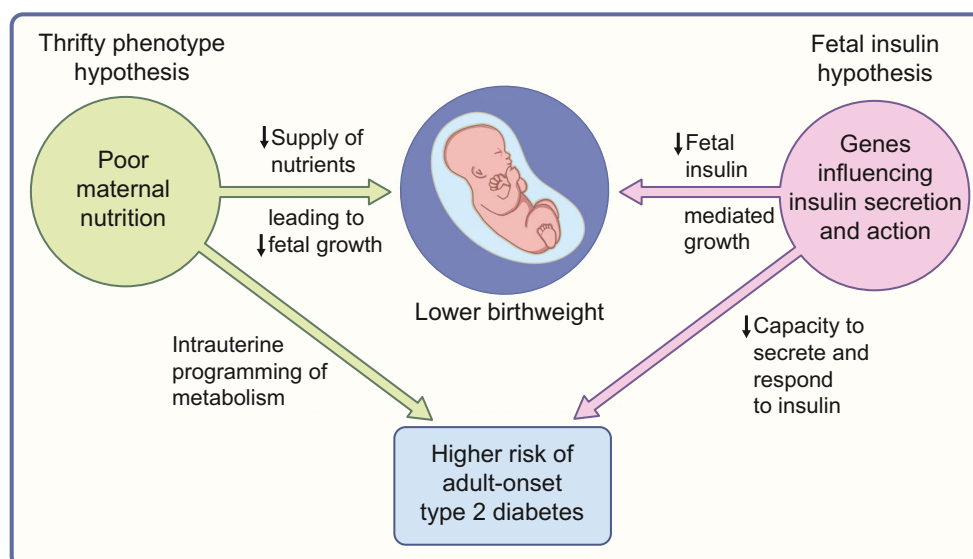 Thrifty phenotype
hypothesis
Poor
maternal
nutrition
↓Supply of
nutrients
leading to
↓fetal growth
Intrauterine
programming of
metabolism
Lower birthweight
Fetal insulin
hypothesis
Genes
influencing
insulin secretion
and action
↓Fetal
insulin
mediated
growth
↓Capacity to
secrete and
respond
to insulin
Higher risk of
adult-onset
type 2 diabetes